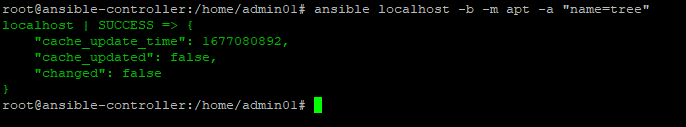 root@ansible-controller:/home/admin01# ansible localhost -b -m apt -a "name=tree"
localhost | SUCCESS => {
    "cache_update_time": 1677080892,
    "cache_updated": false,
    "changed": false
}
root@ansible-controller:/home/admin01#